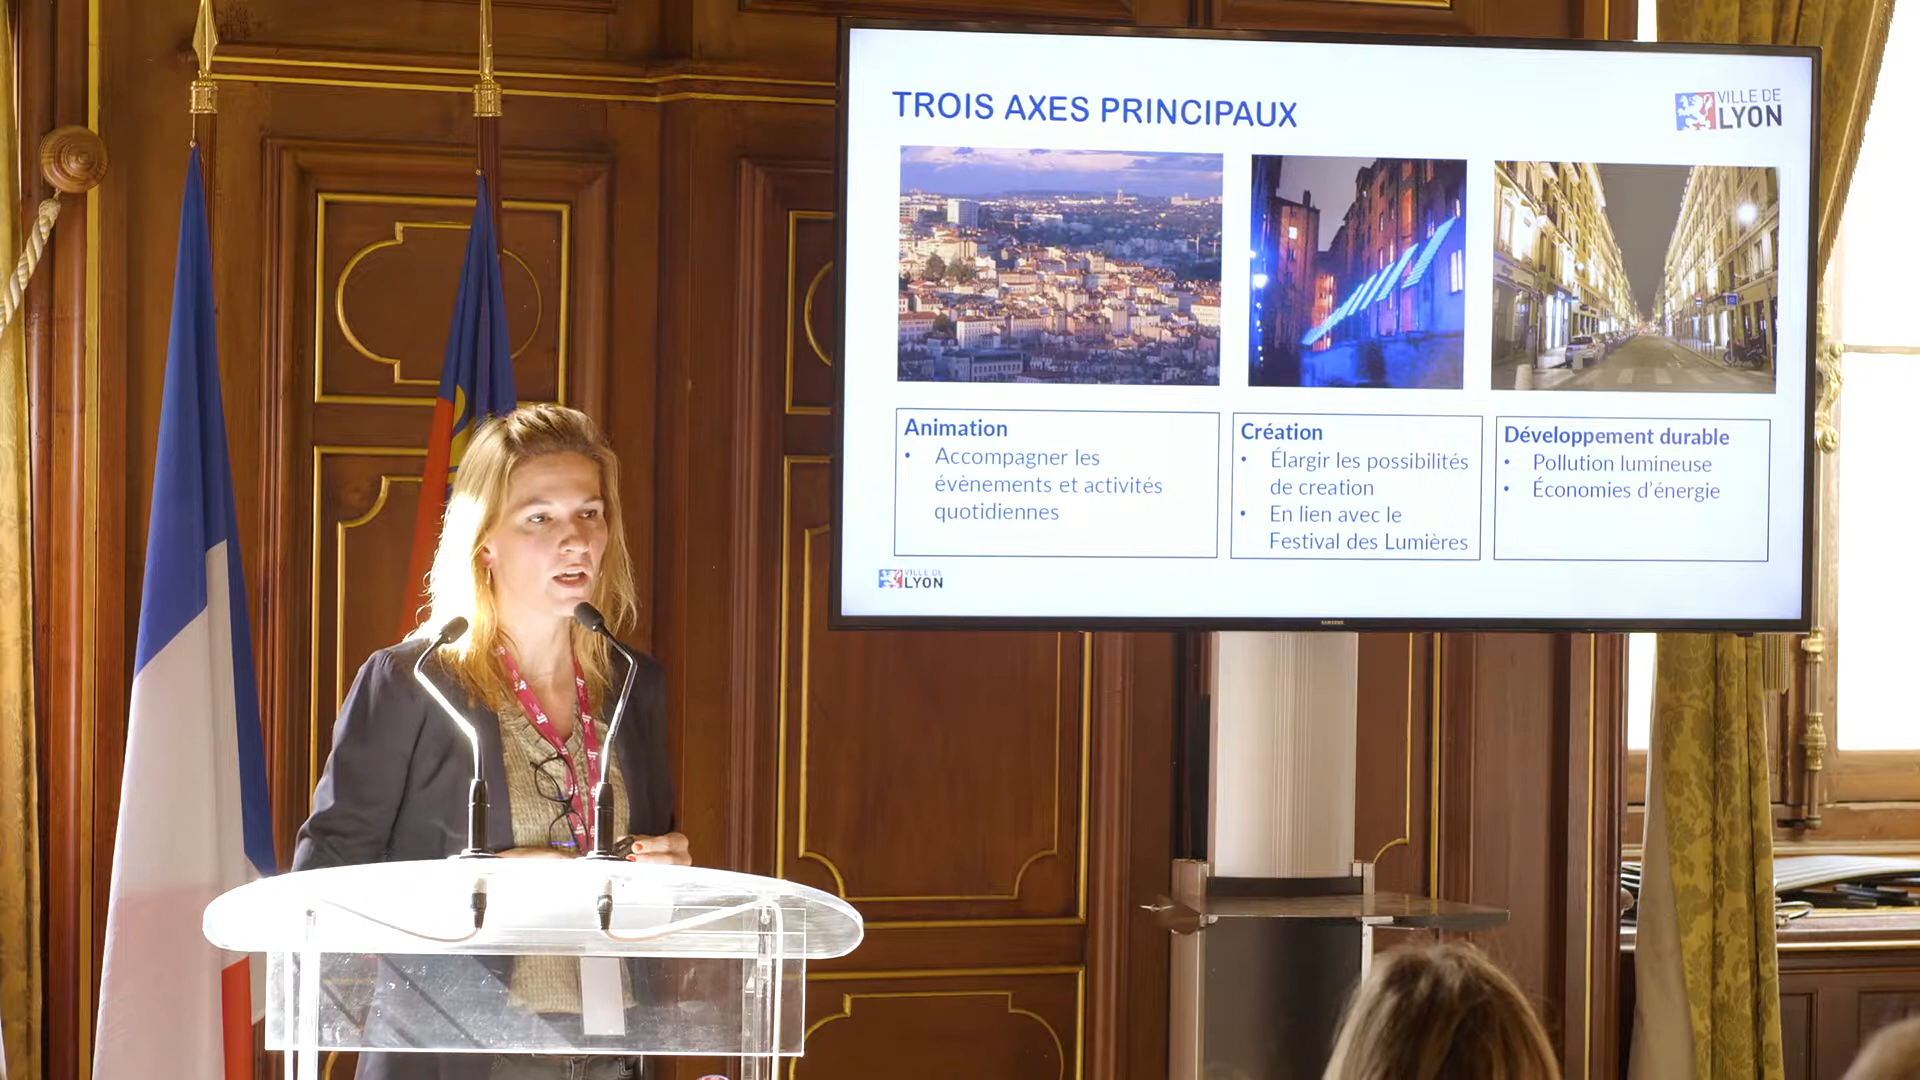 TROIS AXES PRINCIPAUX
VILLE DE
LYON
Animation
• Accompagner les
évènements et activités
quotidiennes
Création
• Élargir les possibilités
de creation
• En lien avec le
Festival des Lumières
Développement durable
• Pollution lumineuse
• Économies d'énergie
VILLE DE
LYON
SAMSUNG